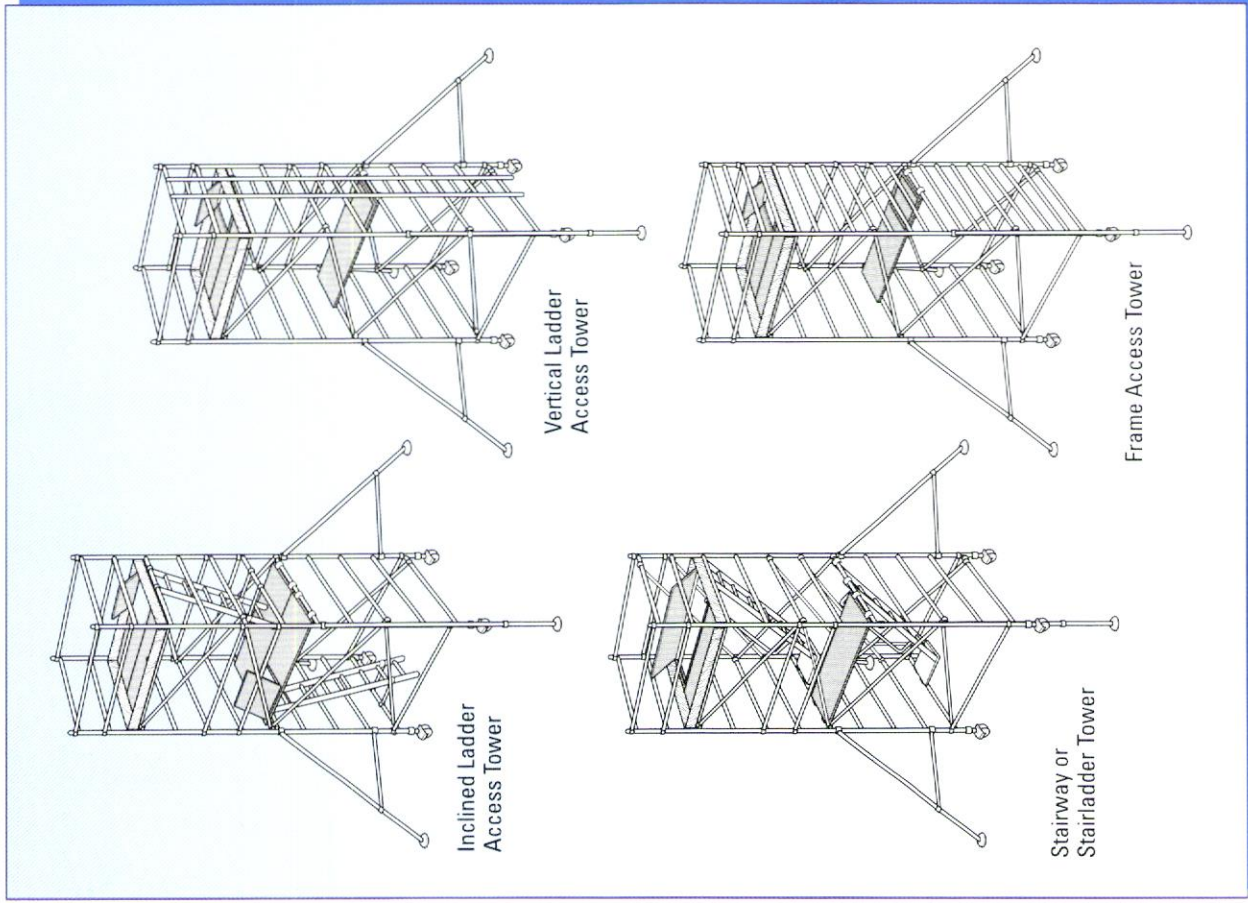 Inclined Ladder
Access Tower
Vertical Ladder
Access Tower
Stairway or
Stairladder Tower
Frame Access Tower